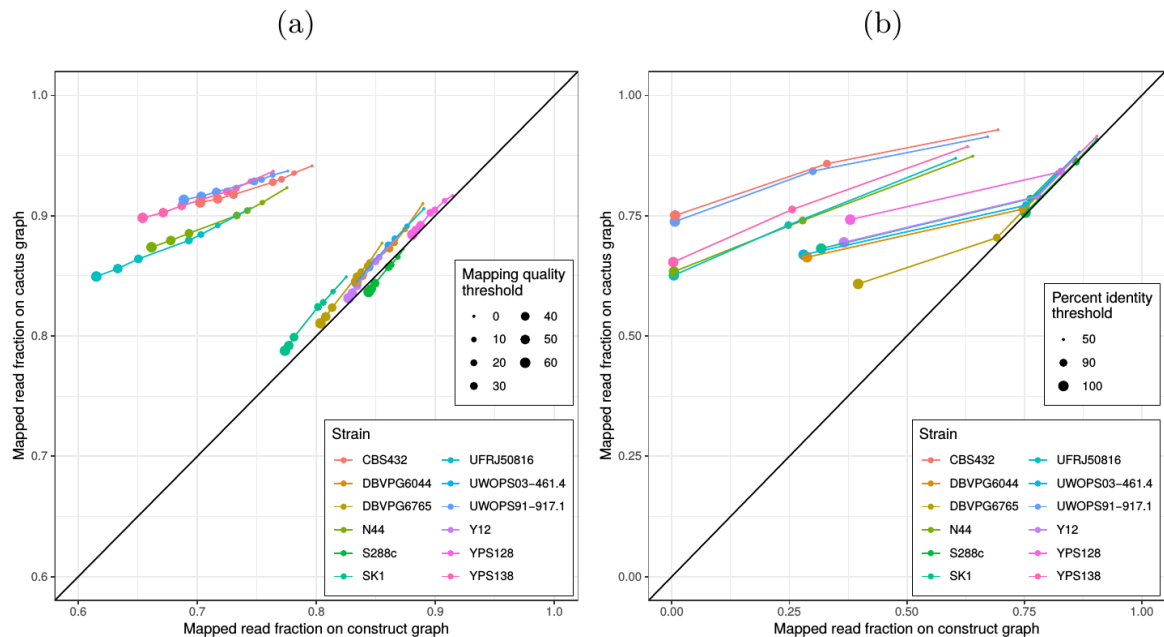 (a)
Mapped read fraction on cactus graph
1.0
0.9
0.8
0.7
0.6
0.6 0.7 0.8 0.9 1.0
Mapped read fraction on construct graph
Mapping quality
threshold
0 40
10 50
20 60
30
Strain
CBS432 UFRJ50816
DBVPG6044 UWOPS03−461.4
DBVPG6765 UWOPS91−917.1
N44 Y12
S288c YPS128
SK1 YPS138
(b)
Mapped read fraction on cactus graph
1.00
0.75
0.50
0.25
0.00
0.00 0.25 0.50 0.75 1.00
Mapped read fraction on construct graph
Percent identity
threshold
50
90
100
Strain
CBS432 UFRJ50816
DBVPG6044 UWOPS03−461.4
DBVPG6765 UWOPS91−917.1
N44 Y12
S288c YPS128
SK1 YPS138